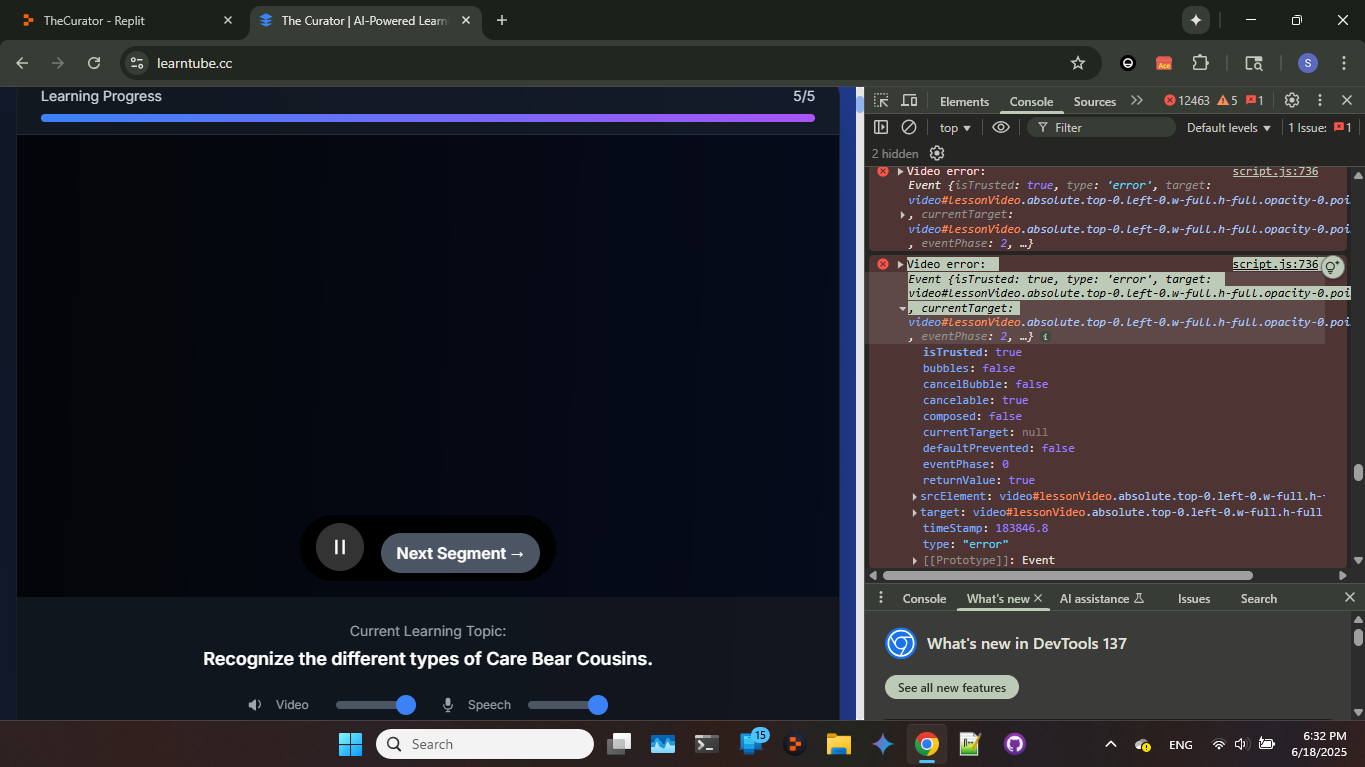 TheCurator - Replit
The Curator | AI-Powered Learn
learntube.cc
Ace
S
Learning Progress
5/5
Next Segment →
Current Learning Topic:
Recognize the different types of Care Bear Cousins.
Video
Speech
Elements
Console
Sources
12463
5
1
top
Filter
Default levels
1 Issue:
1
2 hidden
Video error:
script.js:736
Event {isTrusted: true, type: 'error', target:
video#lessonVideo.absolute.top-0.left-0.w-full.h-full.opacity-0.poi
, currentTarget:
video#lessonVideo.absolute.top-0.left-0.w-full.h-full.opacity-0.poi
, eventPhase: 2, …}
Video error:
script.js:736
Event {isTrusted: true, type: 'error', target:
video#lessonVideo.absolute.top-0.left-0.w-full.h-full.opacity-0.poi
, currentTarget:
video#lessonVideo.absolute.top-0.left-0.w-full.h-full.opacity-0.poi
, eventPhase: 2, …}
isTrusted: true
bubbles: false
cancelBubble: false
cancelable: true
composed: false
currentTarget: null
defaultPrevented: false
eventPhase: 0
returnValue: true
srcElement: video#lessonVideo.absolute.top-0.left-0.w-full.h-
target: video#lessonVideo.absolute.top-0.left-0.w-full.h-full
timeStamp: 183846.8
type: "error"
[[Prototype]]: Event
Console
What's new
AI assistance
Issues
Search
What's new in DevTools 137
See all new features
Search
15
ENG
6:32 PM
6/18/2025